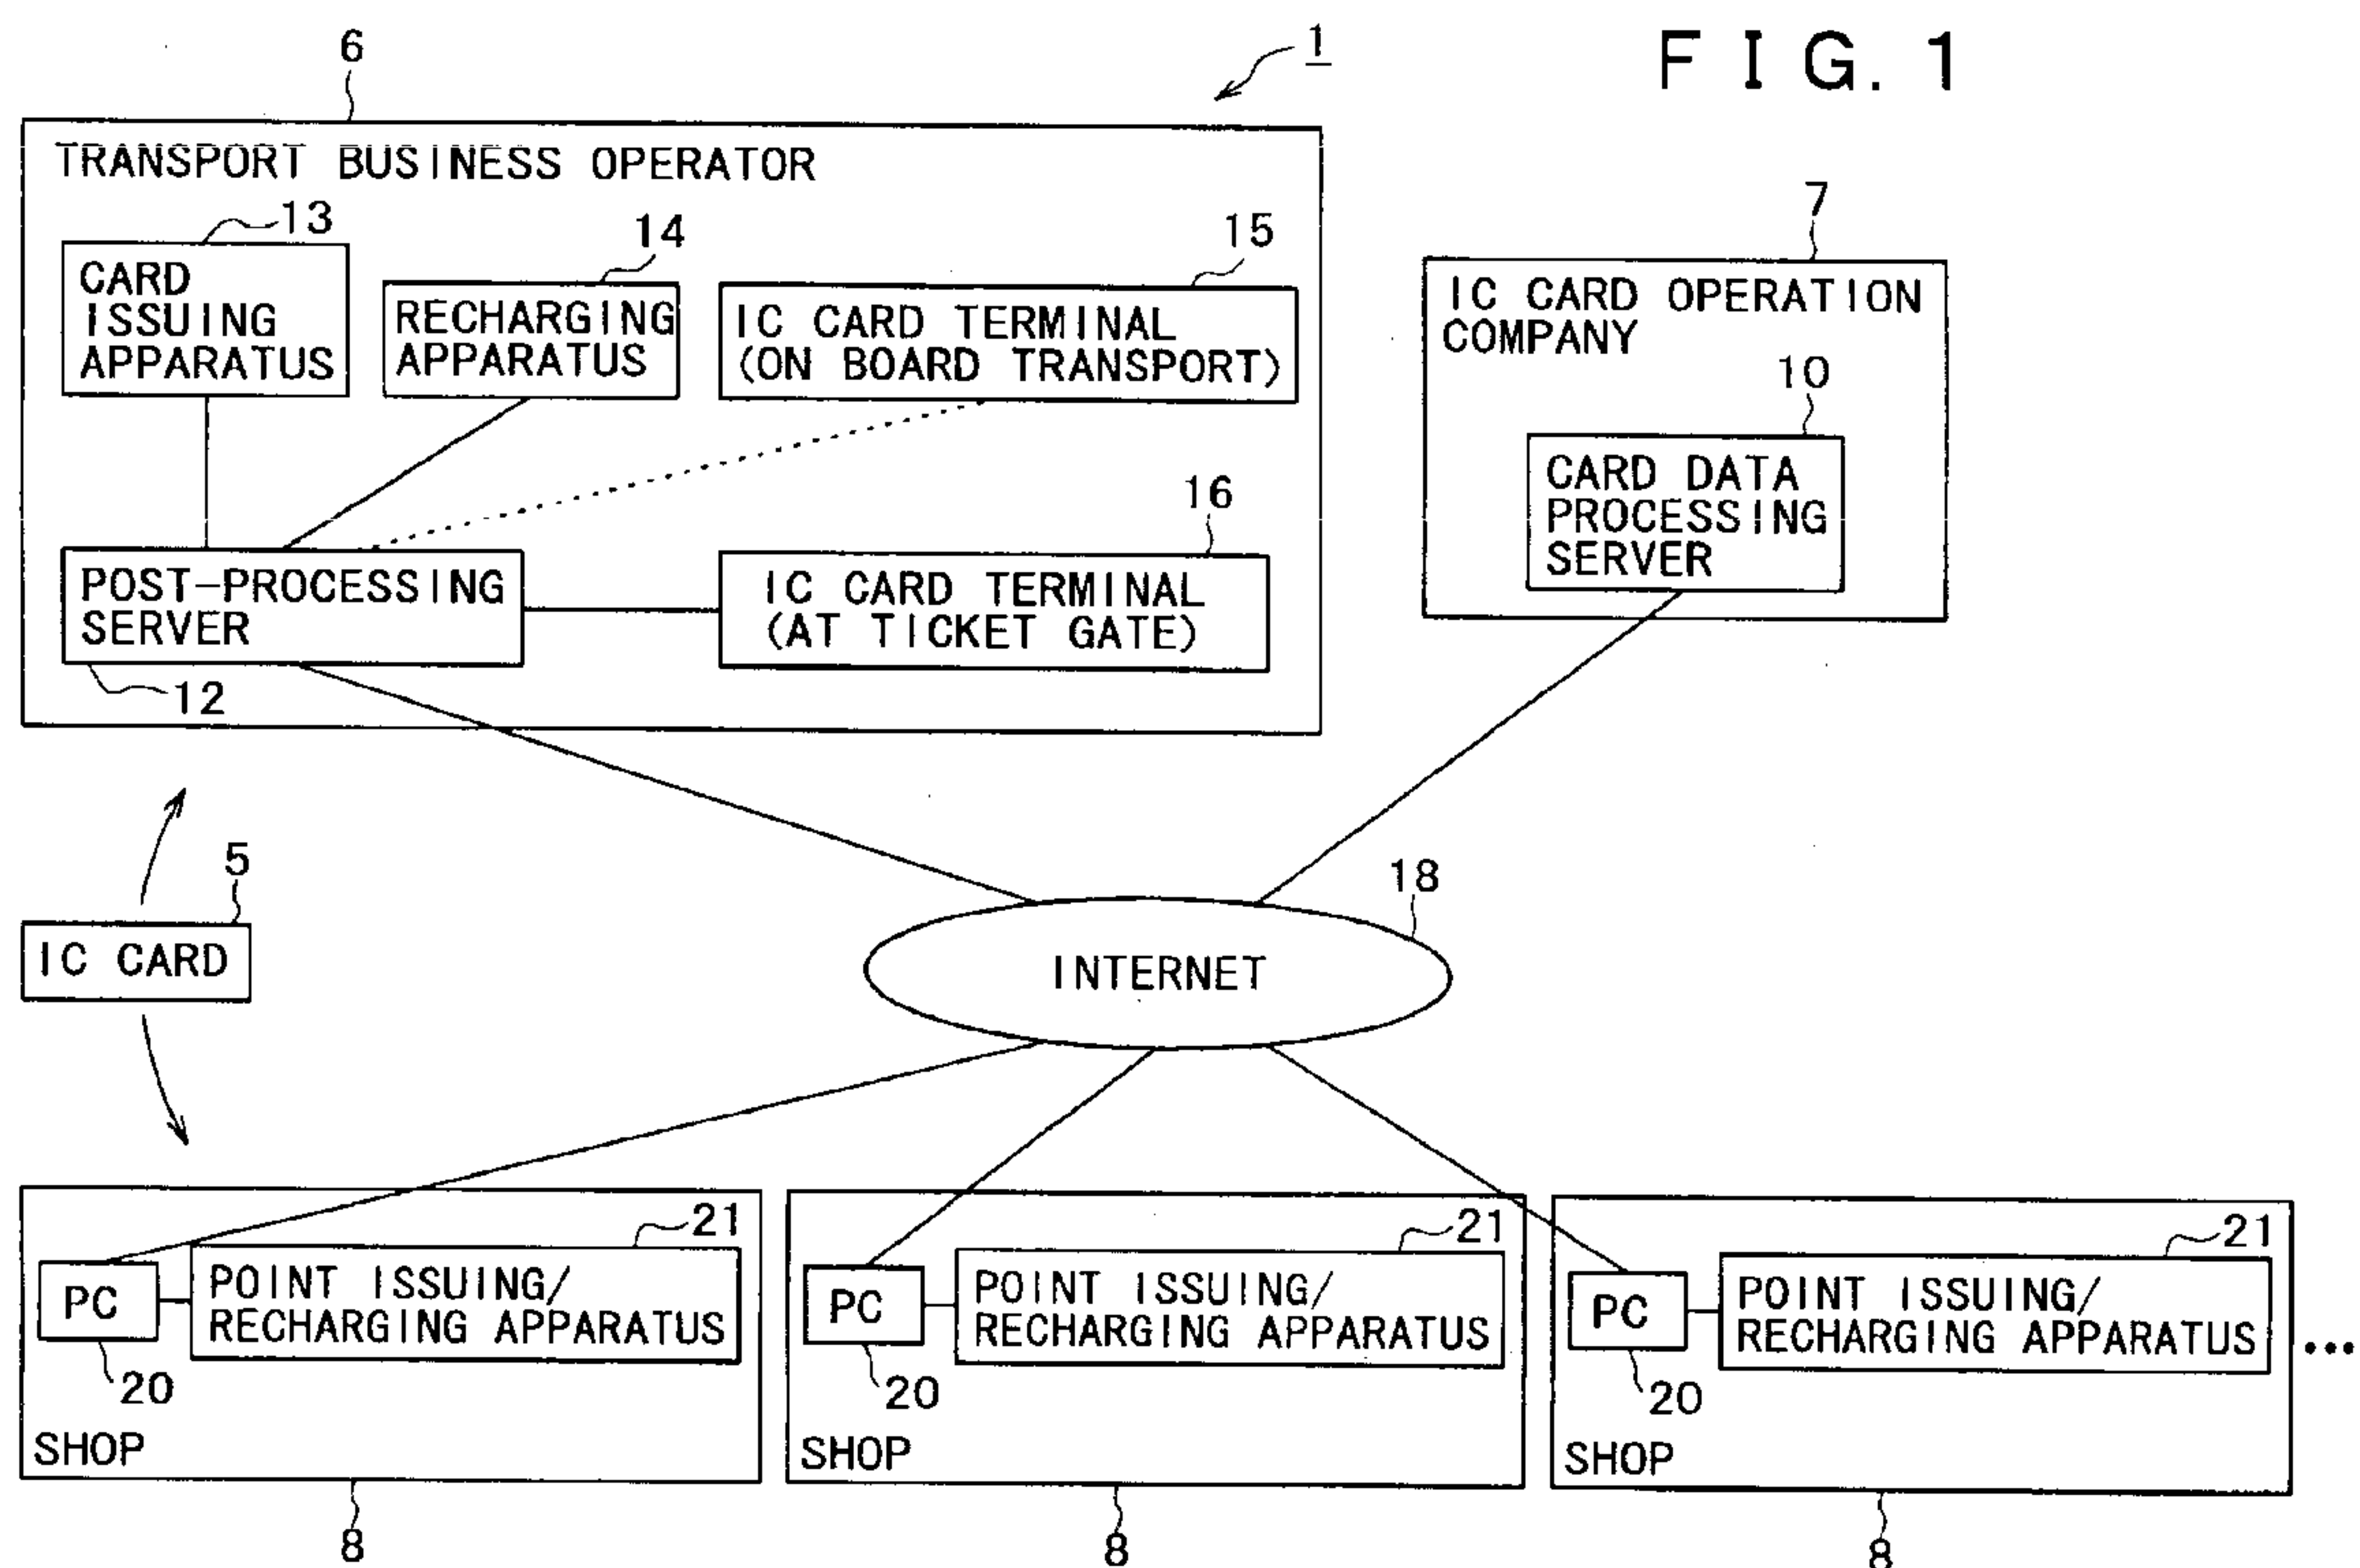 FIG. 1
1
6
TRANSPORT BUSINESS OPERATOR
13
CARD
ISSUING
APPARATUS
14
RECHARGING
APPARATUS
15
IC CARD TERMINAL
(ON BOARD TRANSPORT)
POST-PROCESSING
SERVER
12
16
IC CARD TERMINAL
(AT TICKET GATE)
7
IC CARD OPERATION
COMPANY
10
CARD DATA
PROCESSING
SERVER
5
IC CARD
18
INTERNET
PC
20
21
POINT ISSUING/
RECHARGING APPARATUS
SHOP
8
PC
20
21
POINT ISSUING/
RECHARGING APPARATUS
SHOP
8
PC
20
21
POINT ISSUING/
RECHARGING APPARATUS
SHOP
8
...